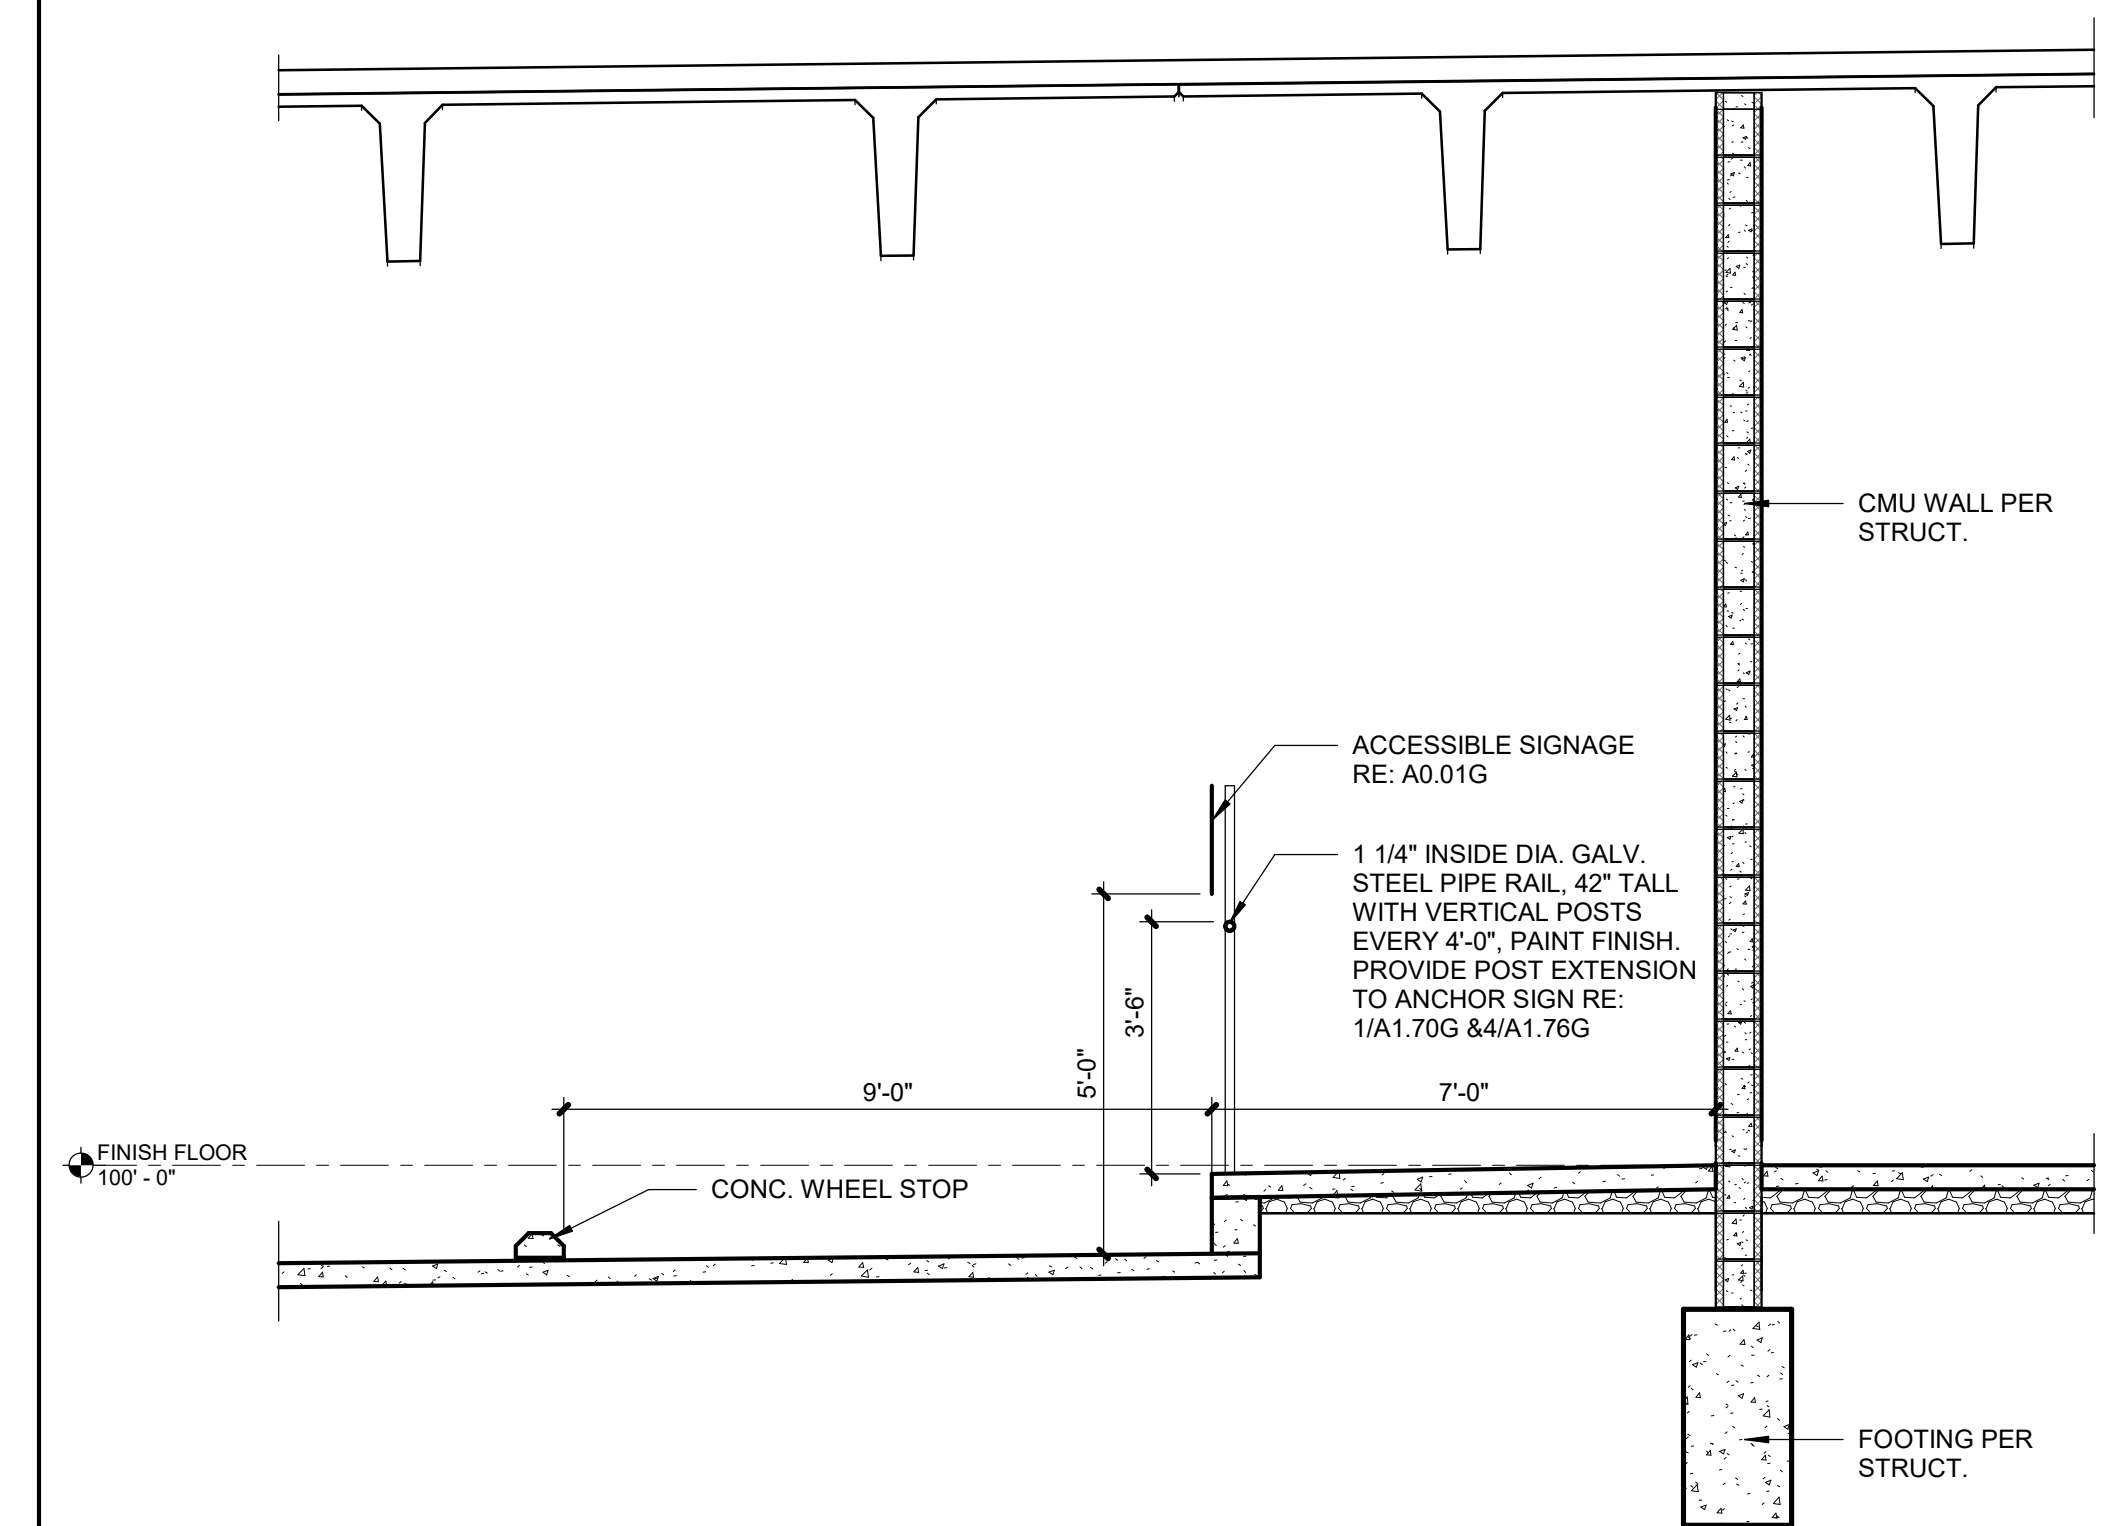 CMU WALL PER
STRUCT.
ACCESSIBLE SIGNAGE
RE: A0.01G
1 1/4" INSIDE DIA. GALV.
STEEL PIPE RAIL, 42" TALL
WITH VERTICAL POSTS
EVERY 4'-0", PAINT FINISH.
PROVIDE POST EXTENSION
TO ANCHOR SIGN RE:
1/A1.70G &4/A1.76G
3'-6"
5'-0"
9'-0"
7'-0"
FINISH FLOOR
100' - 0"
CONC. WHEEL STOP
FOOTING PER
STRUCT.